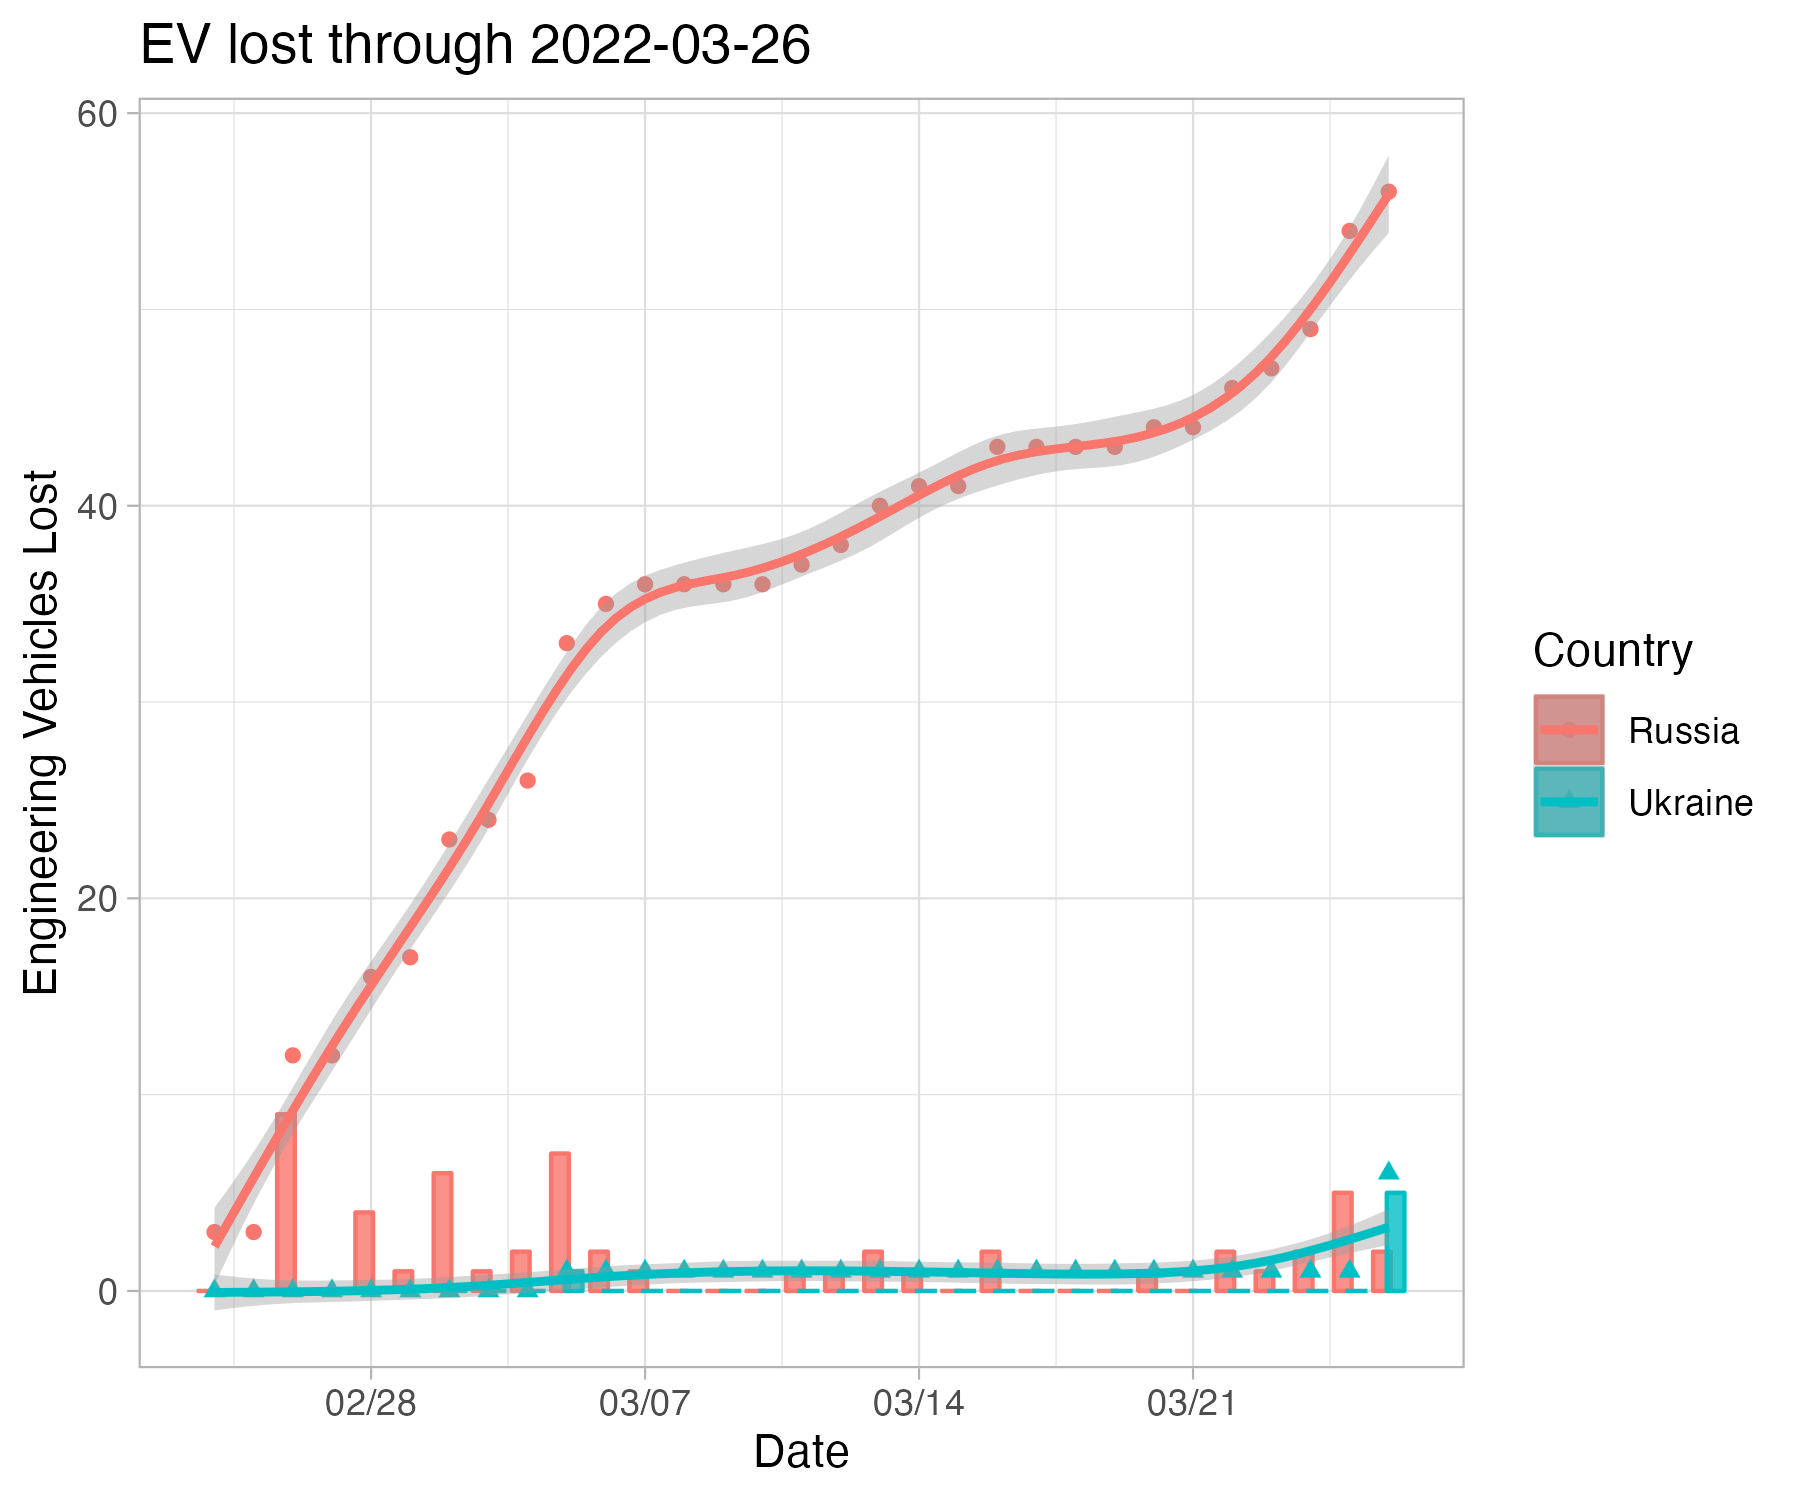 EV lost through 2022-03-26
Engineering Vehicles Lost
60
40
20
0
02/28
03/07
03/14
03/21
Date
Country
Russia
Ukraine